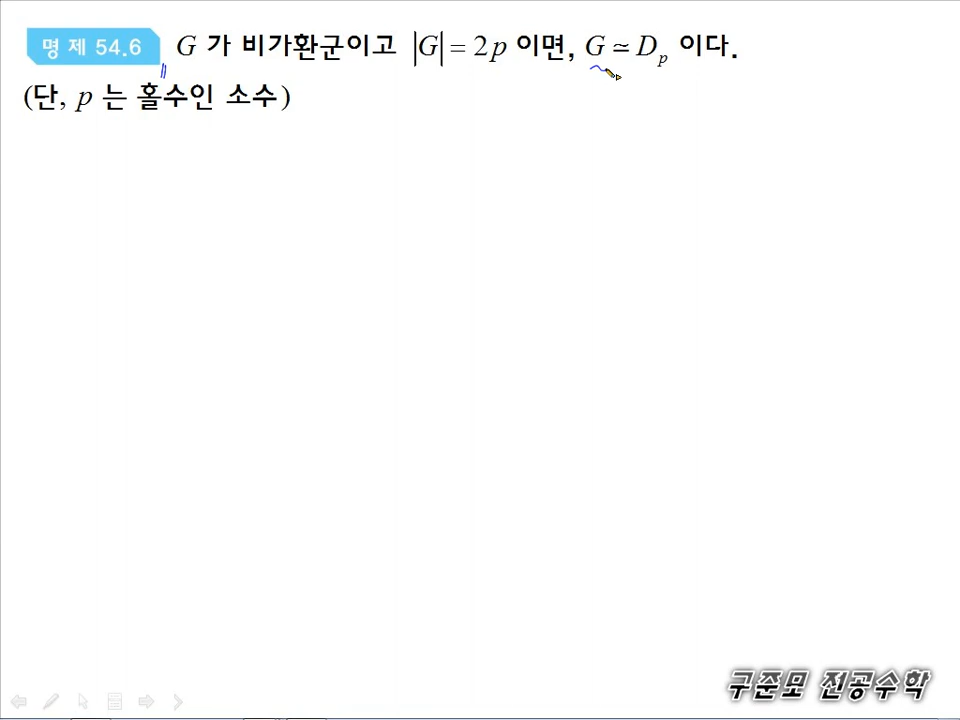 명 제 54.6 G 가 비가환군이고 |G| = 2p 이면, G ≃ D_p 이다.
(단, p 는 홀수인 소수)
구준모 전공수학